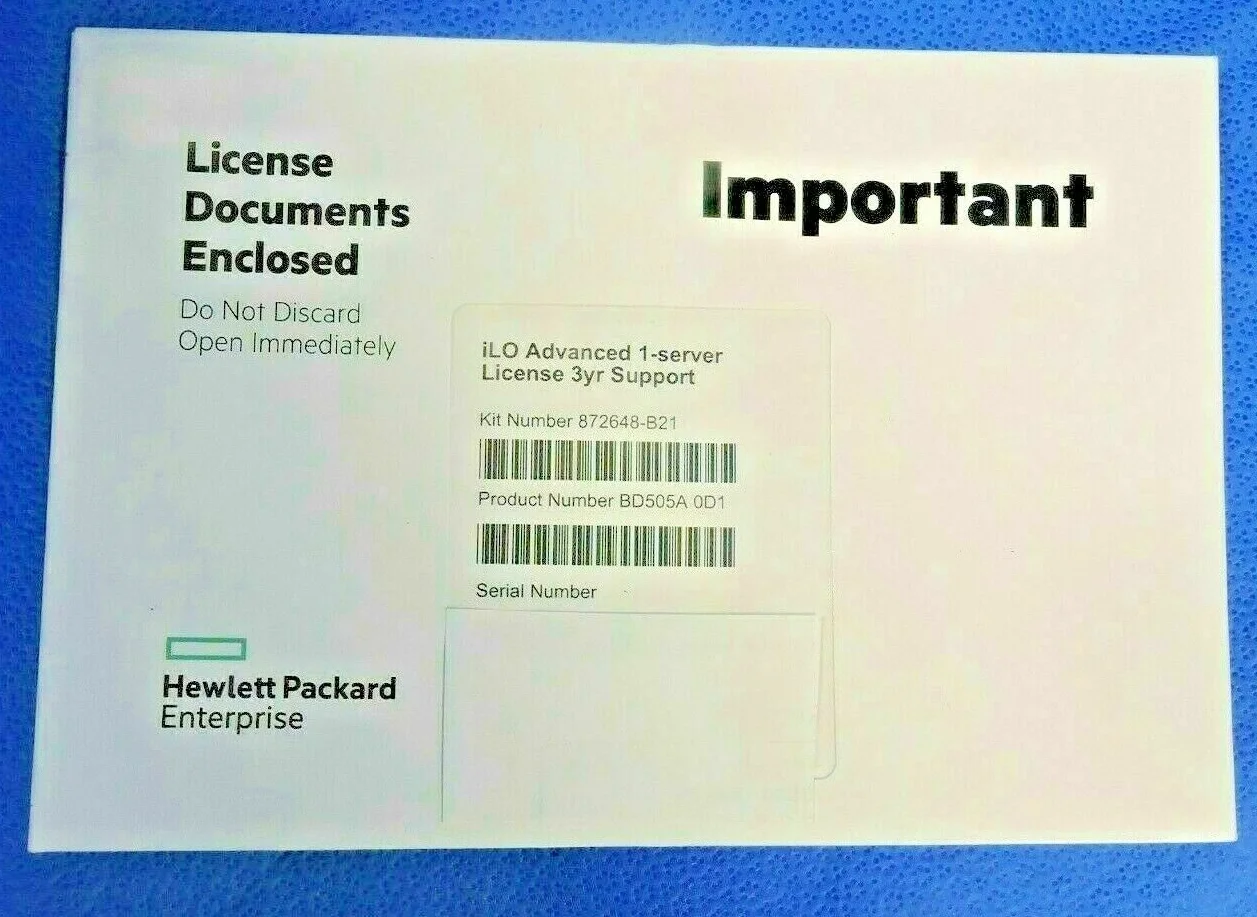 License
Documents
Enclosed
Do Not Discard
Open Immediately
Important
iLO Advanced 1-server
License 3yr Support
Kit Number 872648-B21
Product Number BD505A 0D1
Serial Number
Hewlett Packard
Enterprise